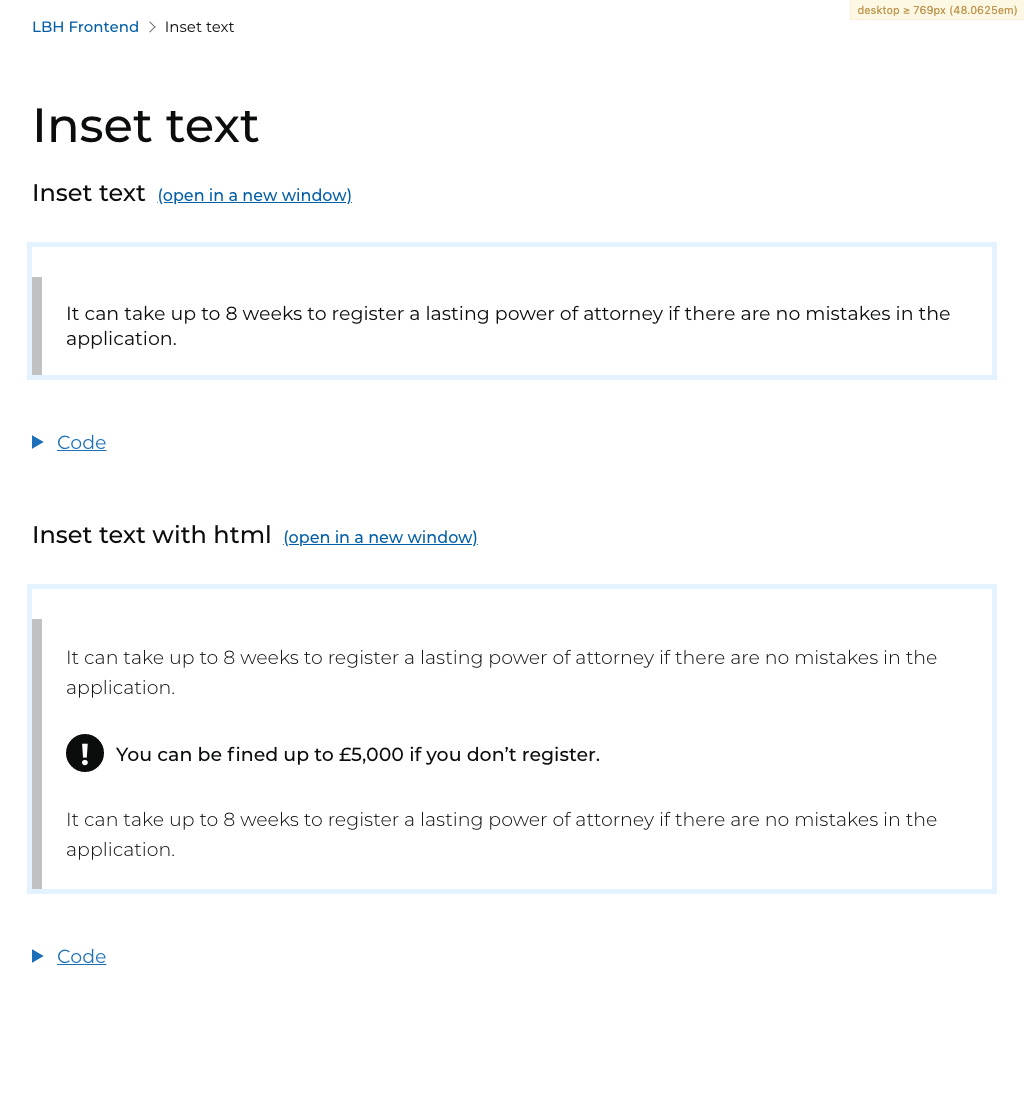 desktop ≥ 769px (48.0625em)
LBH Frontend > Inset text
Inset text
Inset text (open in a new window)
It can take up to 8 weeks to register a lasting power of attorney if there are no mistakes in the
application.
Code
Inset text with html (open in a new window)
It can take up to 8 weeks to register a lasting power of attorney if there are no mistakes in the
application.
! You can be fined up to £5,000 if you don’t register.
It can take up to 8 weeks to register a lasting power of attorney if there are no mistakes in the
application.
Code